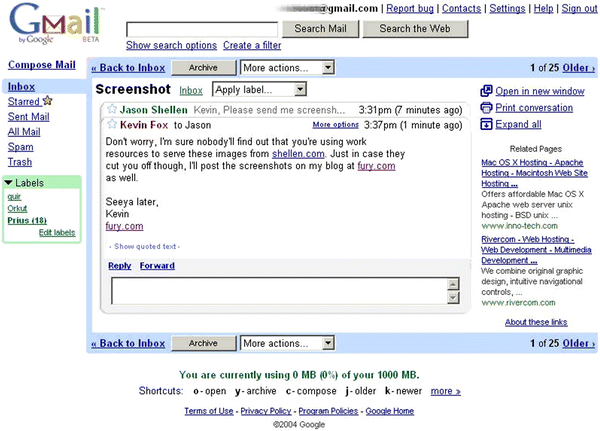 Gmail
by Google BETA
@gmail.com | Report bug | Contacts | Settings | Help | Sign out
Search Mail Search the Web
Show search options Create a filter
Compose Mail
Inbox
Starred
Sent Mail
All Mail
Spam
Trash
Labels
quir
Orkut
Prius (18)
Edit labels
« Back to Inbox Archive More actions... 1 of 25 Older ›
Screenshot Inbox Apply label...
Jason Shellen Kevin, Please send me screensh... 3:31pm (7 minute ago)
Kevin Fox to Jason More options 3:37pm (1 minute ago)
Don't worry, I'm sure nobody'll find out that you're using work
resources to serve these images from shellen.com. Just in case they
cut you off though, I'll post the screenshots on my blog at fury.com
as well.
Seeya later,
Kevin
fury.com
- Show quoted text -
Reply Forward
Open in new window
Print conversation
Expand all
Related Pages
Mac OS X Hosting - Apache
Hosting - Macintosh Web Site
Hosting ...
Offers affordable Mac OS X
Apache web server unix
hosting - BSD unix ...
www.inno-tech.com
Rivercom - Web Hosting -
Web Development - Multimedia
Development ...
We combine original graphic
design, intuitive navigational
controls, ...
www.rivercom.com
About these links
« Back to Inbox Archive More actions... 1 of 25 Older ›
You are currently using 0 MB (0%) of your 1000 MB.
Shortcuts: o - open y - archive c - compose j - older k - newer more »
Terms of Use - Privacy Policy - Program Policies - Google Home
©2004 Google